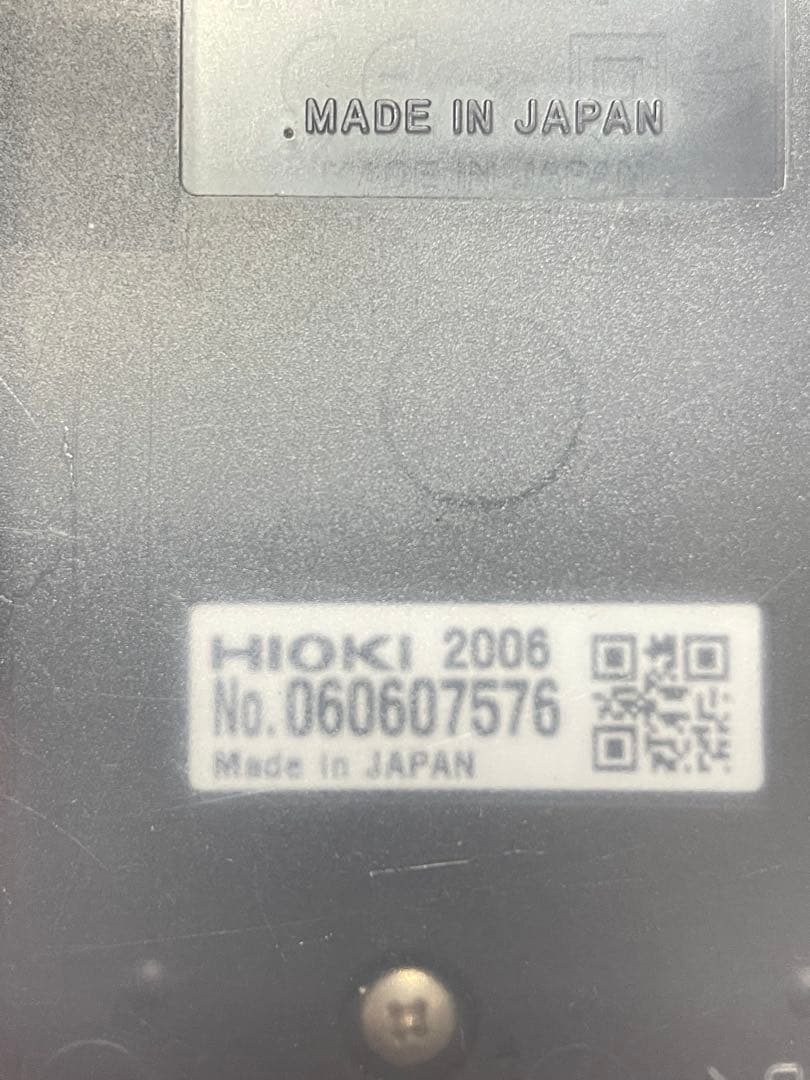 .MADE IN JAPAN
HIOKI 2006
No.060607576
Made in JAPAN